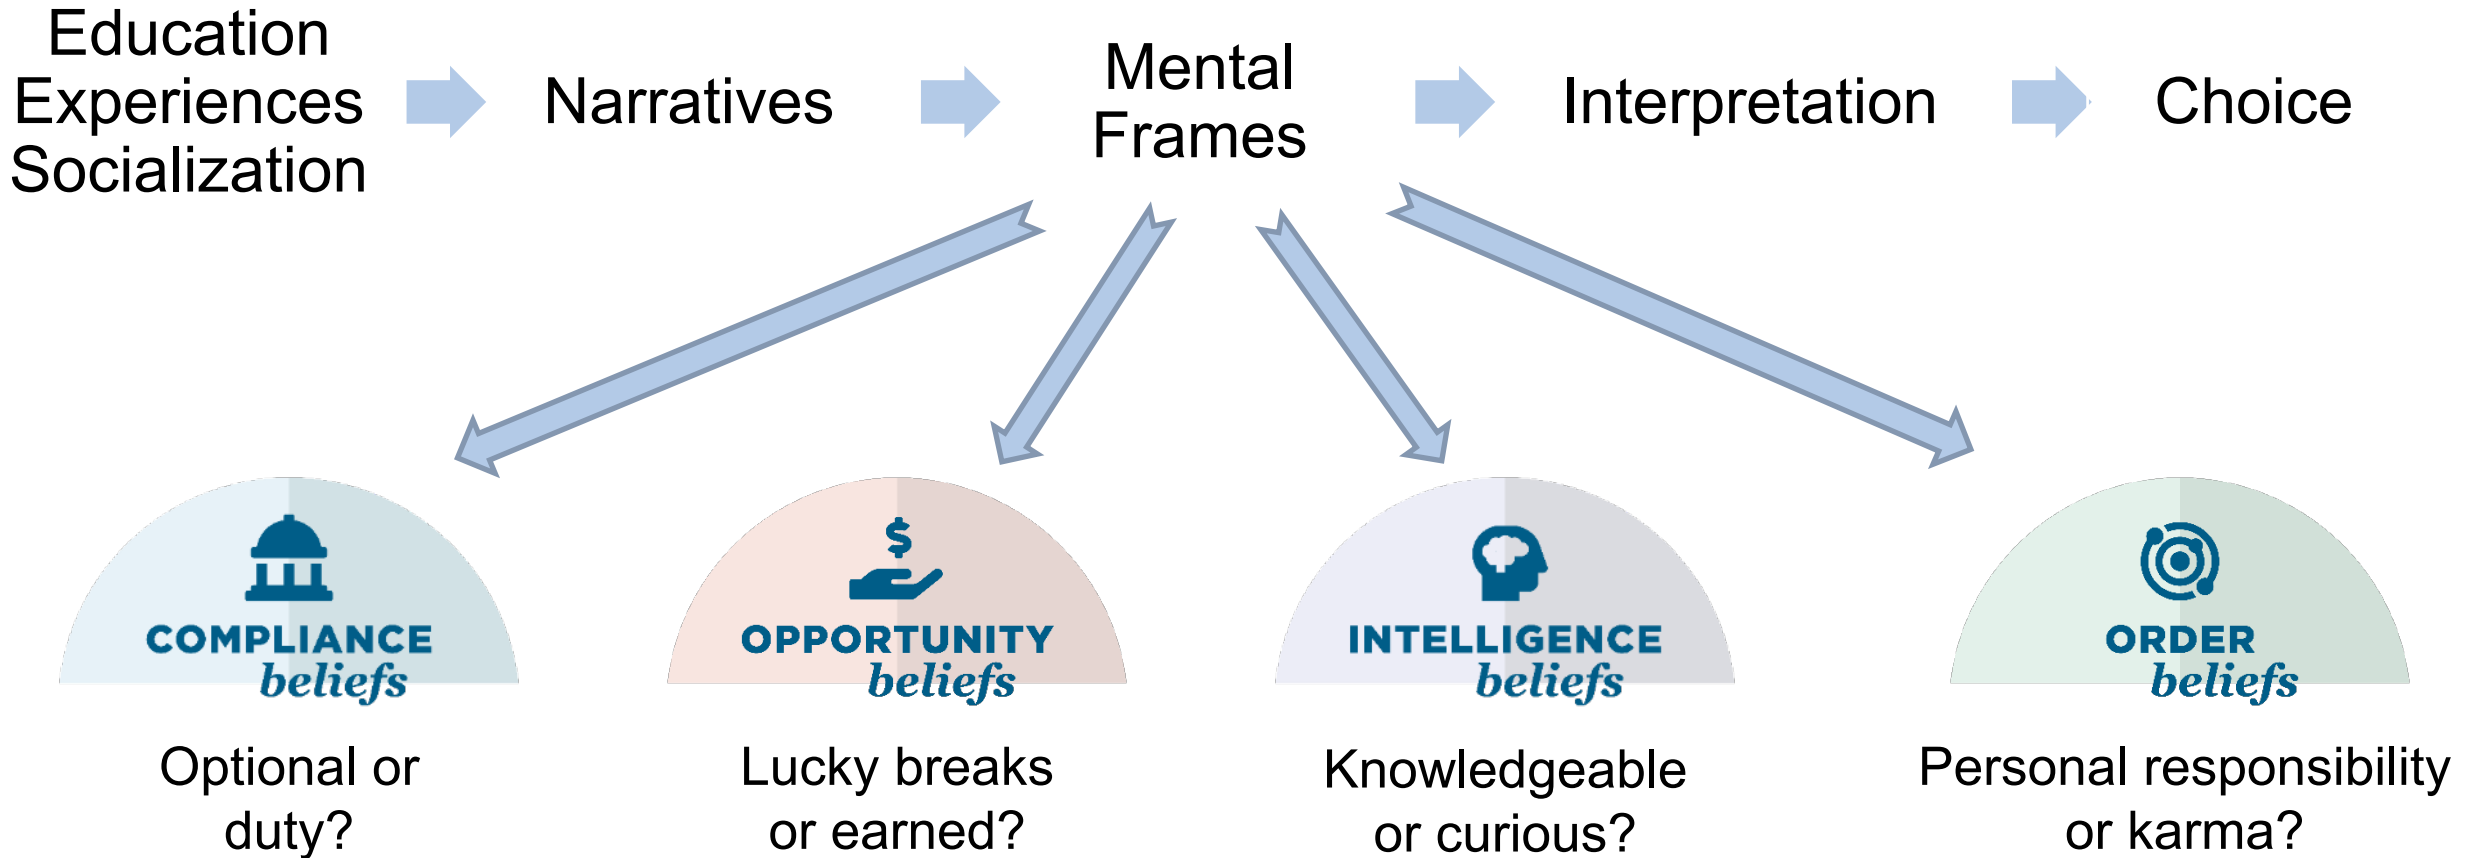 Education
Experiences
Socialization
Narratives
Mental
Frames
Interpretation
Choice
$
COMPLIANCE
beliefs
Optional or
duty?
OPPORTUNITY
beliefs
Lucky breaks
or earned?
INTELLIGENCE
beliefs
Knowledgeable
or curious?
ORDER
beliefs
Personal responsibility
or karma?